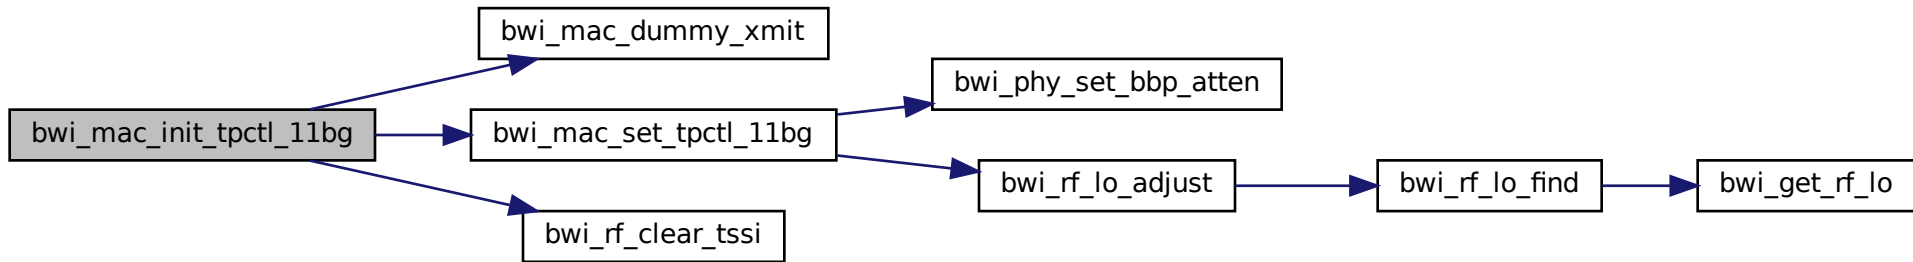 bwi_mac_dummy_xmit
bwi_phy_set_bbp_atten
bwi_mac_init_tpctl_11bg
bwi_mac_set_tpctl_11bg
bwi_rf_lo_adjust
bwi_rf_lo_find
bwi_get_rf_lo
bwi_rf_clear_tssi